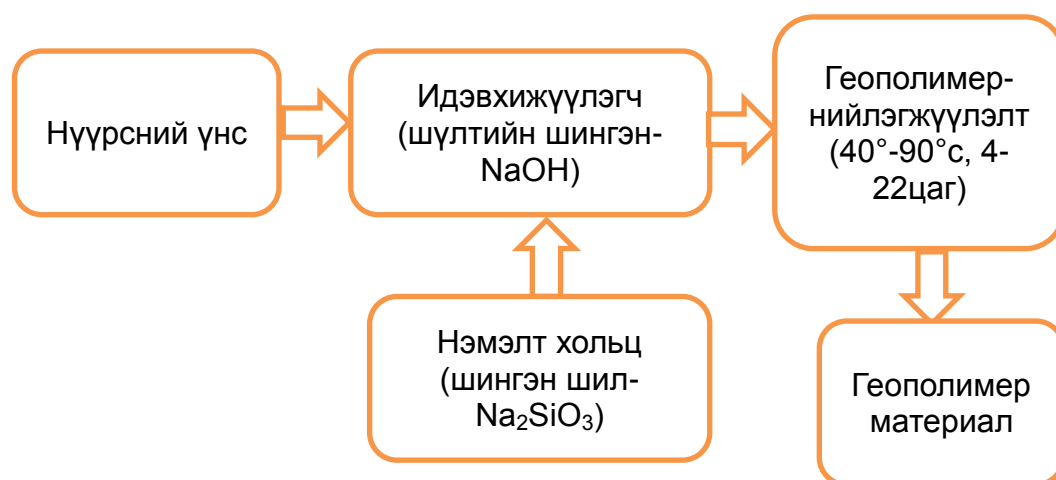 Нүүрсний үнс
Идэвхижүүлэгч
(шүлтийн шингэн-
NaOH)
Геополимер-
нийлэгжүүлэлт
(40°-90°с, 4-
22цаг)
Нэмэлт хольц
(шингэн шил-
Na₂SiO₃)
Геополимер
материал